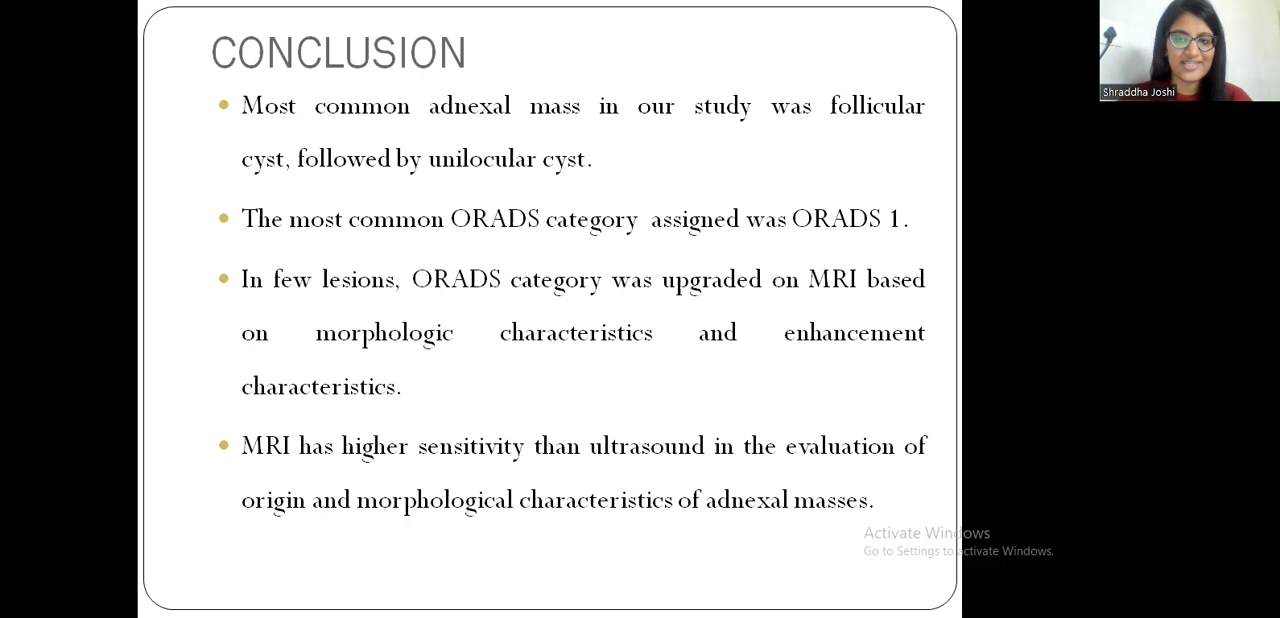 CONCLUSION
Most common adnexal mass in our study was follicular
cyst, followed by unilocular cyst.
The most common ORADS category assigned was ORADS 1.
In few lesions, ORADS category was upgraded on MRI based
on morphologic characteristics and enhancement
characteristics.
MRI has higher sensitivity than ultrasound in the evaluation of
origin and morphological characteristics of adnexal masses.
Activate Windows
Go to Settings to activate Windows.
Shraddha Joshi